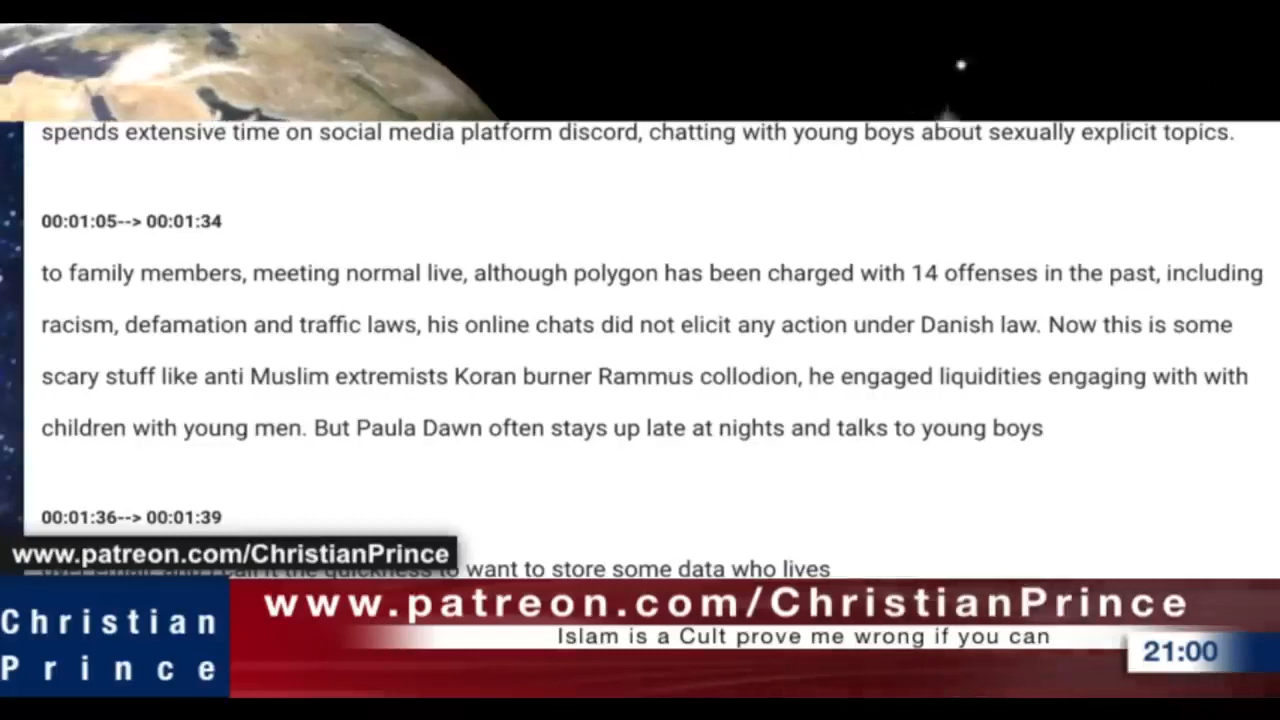 spends extensive time on social media platform discord, chatting with young boys about sexually explicit topics.
00:01:05--> 00:01:34
to family members, meeting normal live, although polygon has been charged with 14 offenses in the past, including
racism, defamation and traffic laws, his online chats did not elicit any action under Danish law. Now this is some
scary stuff like anti Muslim extremists Koran burner Rammus collodion, he engaged liquidities engaging with with
children with young men. But Paula Dawn often stays up late at nights and talks to young boys
00:01:36--> 00:01:39
www.patreon.com/ChristianPrince
want to store some data who lives
www.patreon.com/ChristianPrince
Islam is a Cult prove me wrong if you can
Christian
Prince
21:00